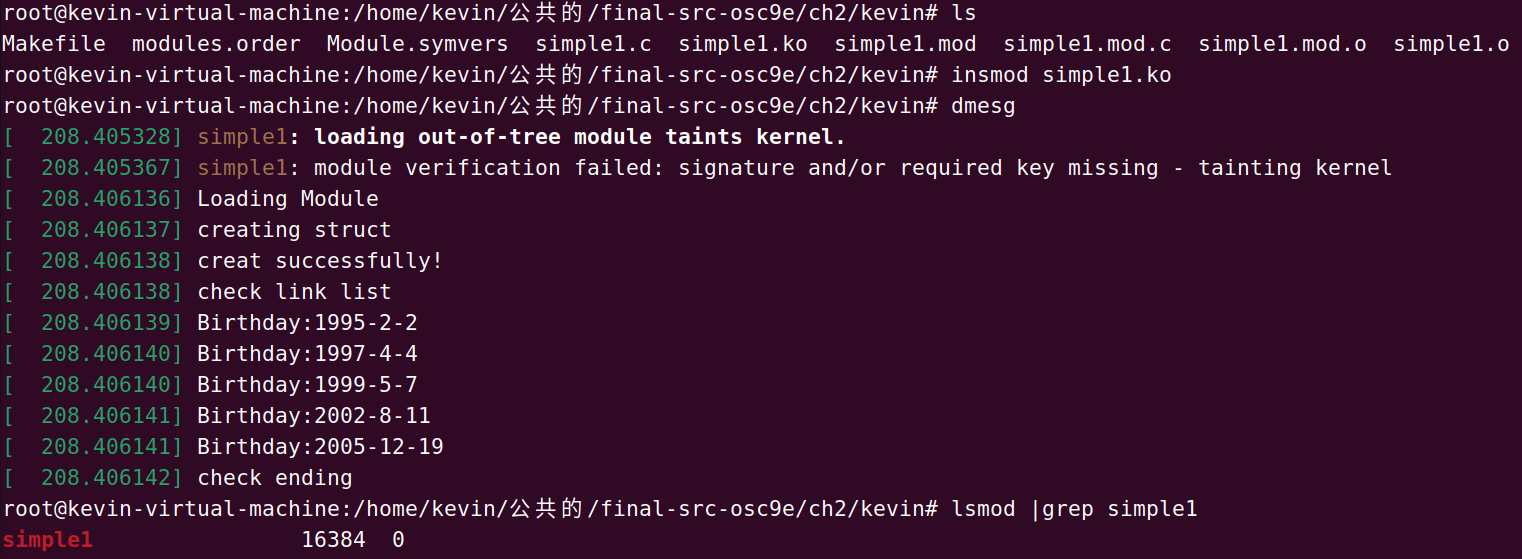 root@kevin-virtual-machine:/home/kevin/公共的/final-src-osc9e/ch2/kevin# ls
Makefile  modules.order  Module.symvers  simple1.c  simple1.ko  simple1.mod  simple1.mod.c  simple1.mod.o  simple1.o
root@kevin-virtual-machine:/home/kevin/公共的/final-src-osc9e/ch2/kevin# insmod simple1.ko
root@kevin-virtual-machine:/home/kevin/公共的/final-src-osc9e/ch2/kevin# dmesg
[  208.405328] simple1: loading out-of-tree module taints kernel.
[  208.405367] simple1: module verification failed: signature and/or required key missing - tainting kernel
[  208.406136] Loading Module
[  208.406137] creating struct
[  208.406138] creat successfully!
[  208.406138] check link list
[  208.406139] Birthday:1995-2-2
[  208.406140] Birthday:1997-4-4
[  208.406140] Birthday:1999-5-7
[  208.406141] Birthday:2002-8-11
[  208.406141] Birthday:2005-12-19
[  208.406142] check ending
root@kevin-virtual-machine:/home/kevin/公共的/final-src-osc9e/ch2/kevin# lsmod |grep simple1
simple1                16384  0